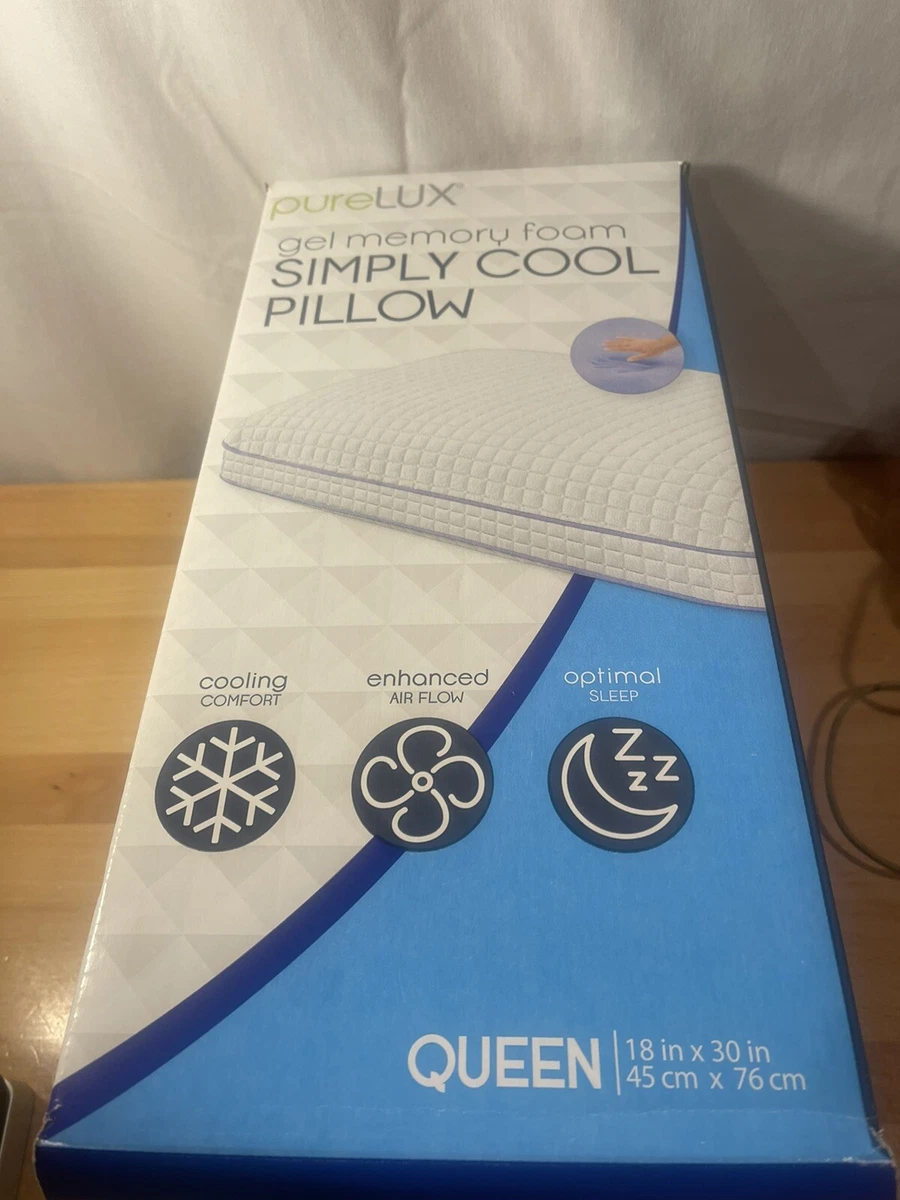 pureLUX®
gel memory foam
SIMPLY COOL
PILLOW
cooling
COMFORT
enhanced
AIR FLOW
optimal
SLEEP
Z
Z Z
QUEEN
18 in x 30 in
45 cm x 76 cm